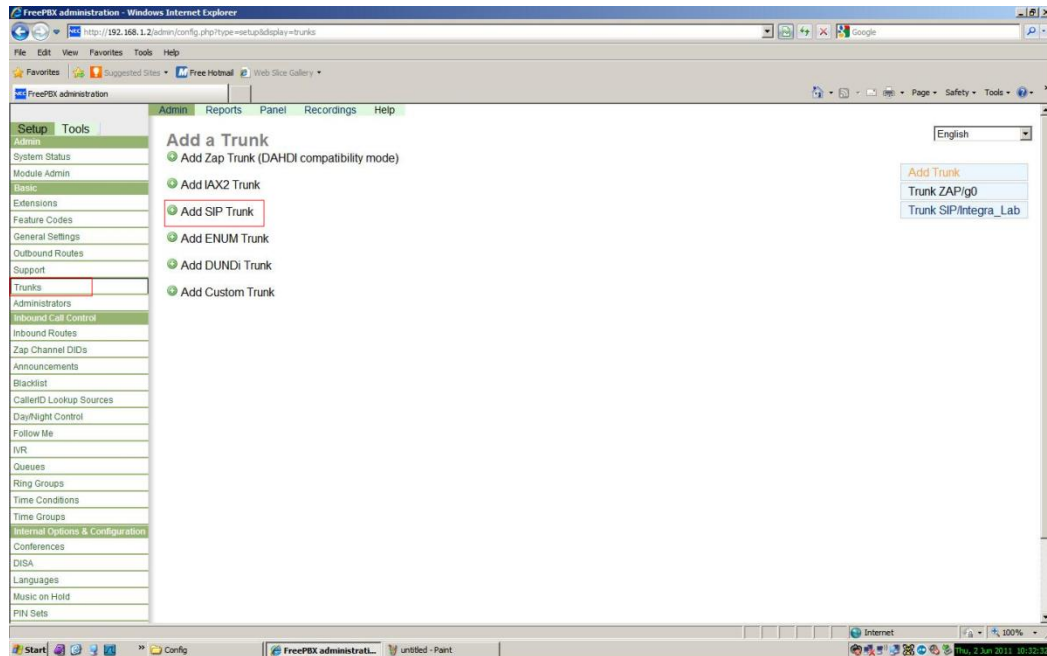 FreePBX administration - Windows Internet Explorer
http://192.168.1.2/admin/config.php?type=setup&display=trunks
Google
File Edit View Favorites Tools Help
Favorites Suggested Sites Free Hotmail Web Slice Gallery
FreePBX administration
Page Safety Tools
Admin Reports Panel Recordings Help
English
Setup Tools
Admin
System Status
Module Admin
Basic
Extensions
Feature Codes
General Settings
Outbound Routes
Support
Trunks
Administrators
Inbound Call Control
Inbound Routes
Zap Channel DIDs
Announcements
Blacklist
CallerID Lookup Sources
Day/Night Control
Follow Me
IVR
Queues
Ring Groups
Time Conditions
Time Groups
Internal Options & Configuration
Conferences
DISA
Languages
Music on Hold
PIN Sets
Add a Trunk
Add Zap Trunk (DAHDI compatibility mode)
Add IAX2 Trunk
Add SIP Trunk
Add ENUM Trunk
Add DUNDi Trunk
Add Custom Trunk
Add Trunk
Trunk ZAP/g0
Trunk SIP/Integra_Lab
Internet 100%
Start Config FreePBX administrati... untitled - Paint Thu, 2 Jun 2011 10:32:32